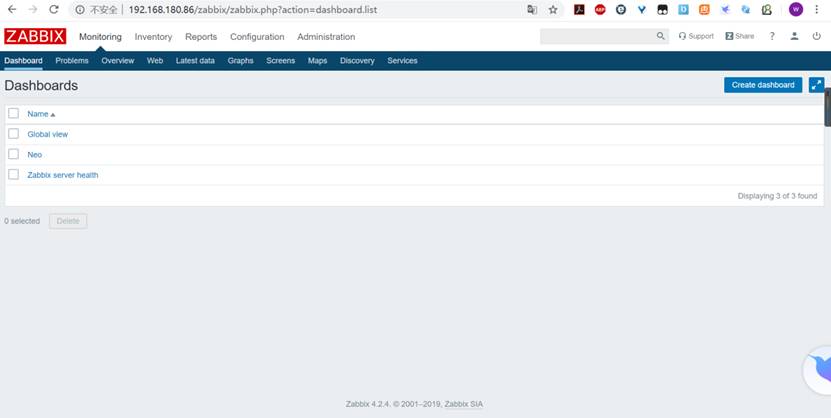 不安全 | 192.168.180.86/zabbix/zabbix.php?action=dashboard.list
ZABBIX Monitoring Inventory Reports Configuration Administration Support Share ?
Dashboard Problems Overview Web Latest data Graphs Screens Maps Discovery Services
Dashboards Create dashboard
Name
Global view
Neo
Zabbix server health
Displaying 3 of 3 found
0 selected Delete
Zabbix 4.2.4. © 2001–2019, Zabbix SIA